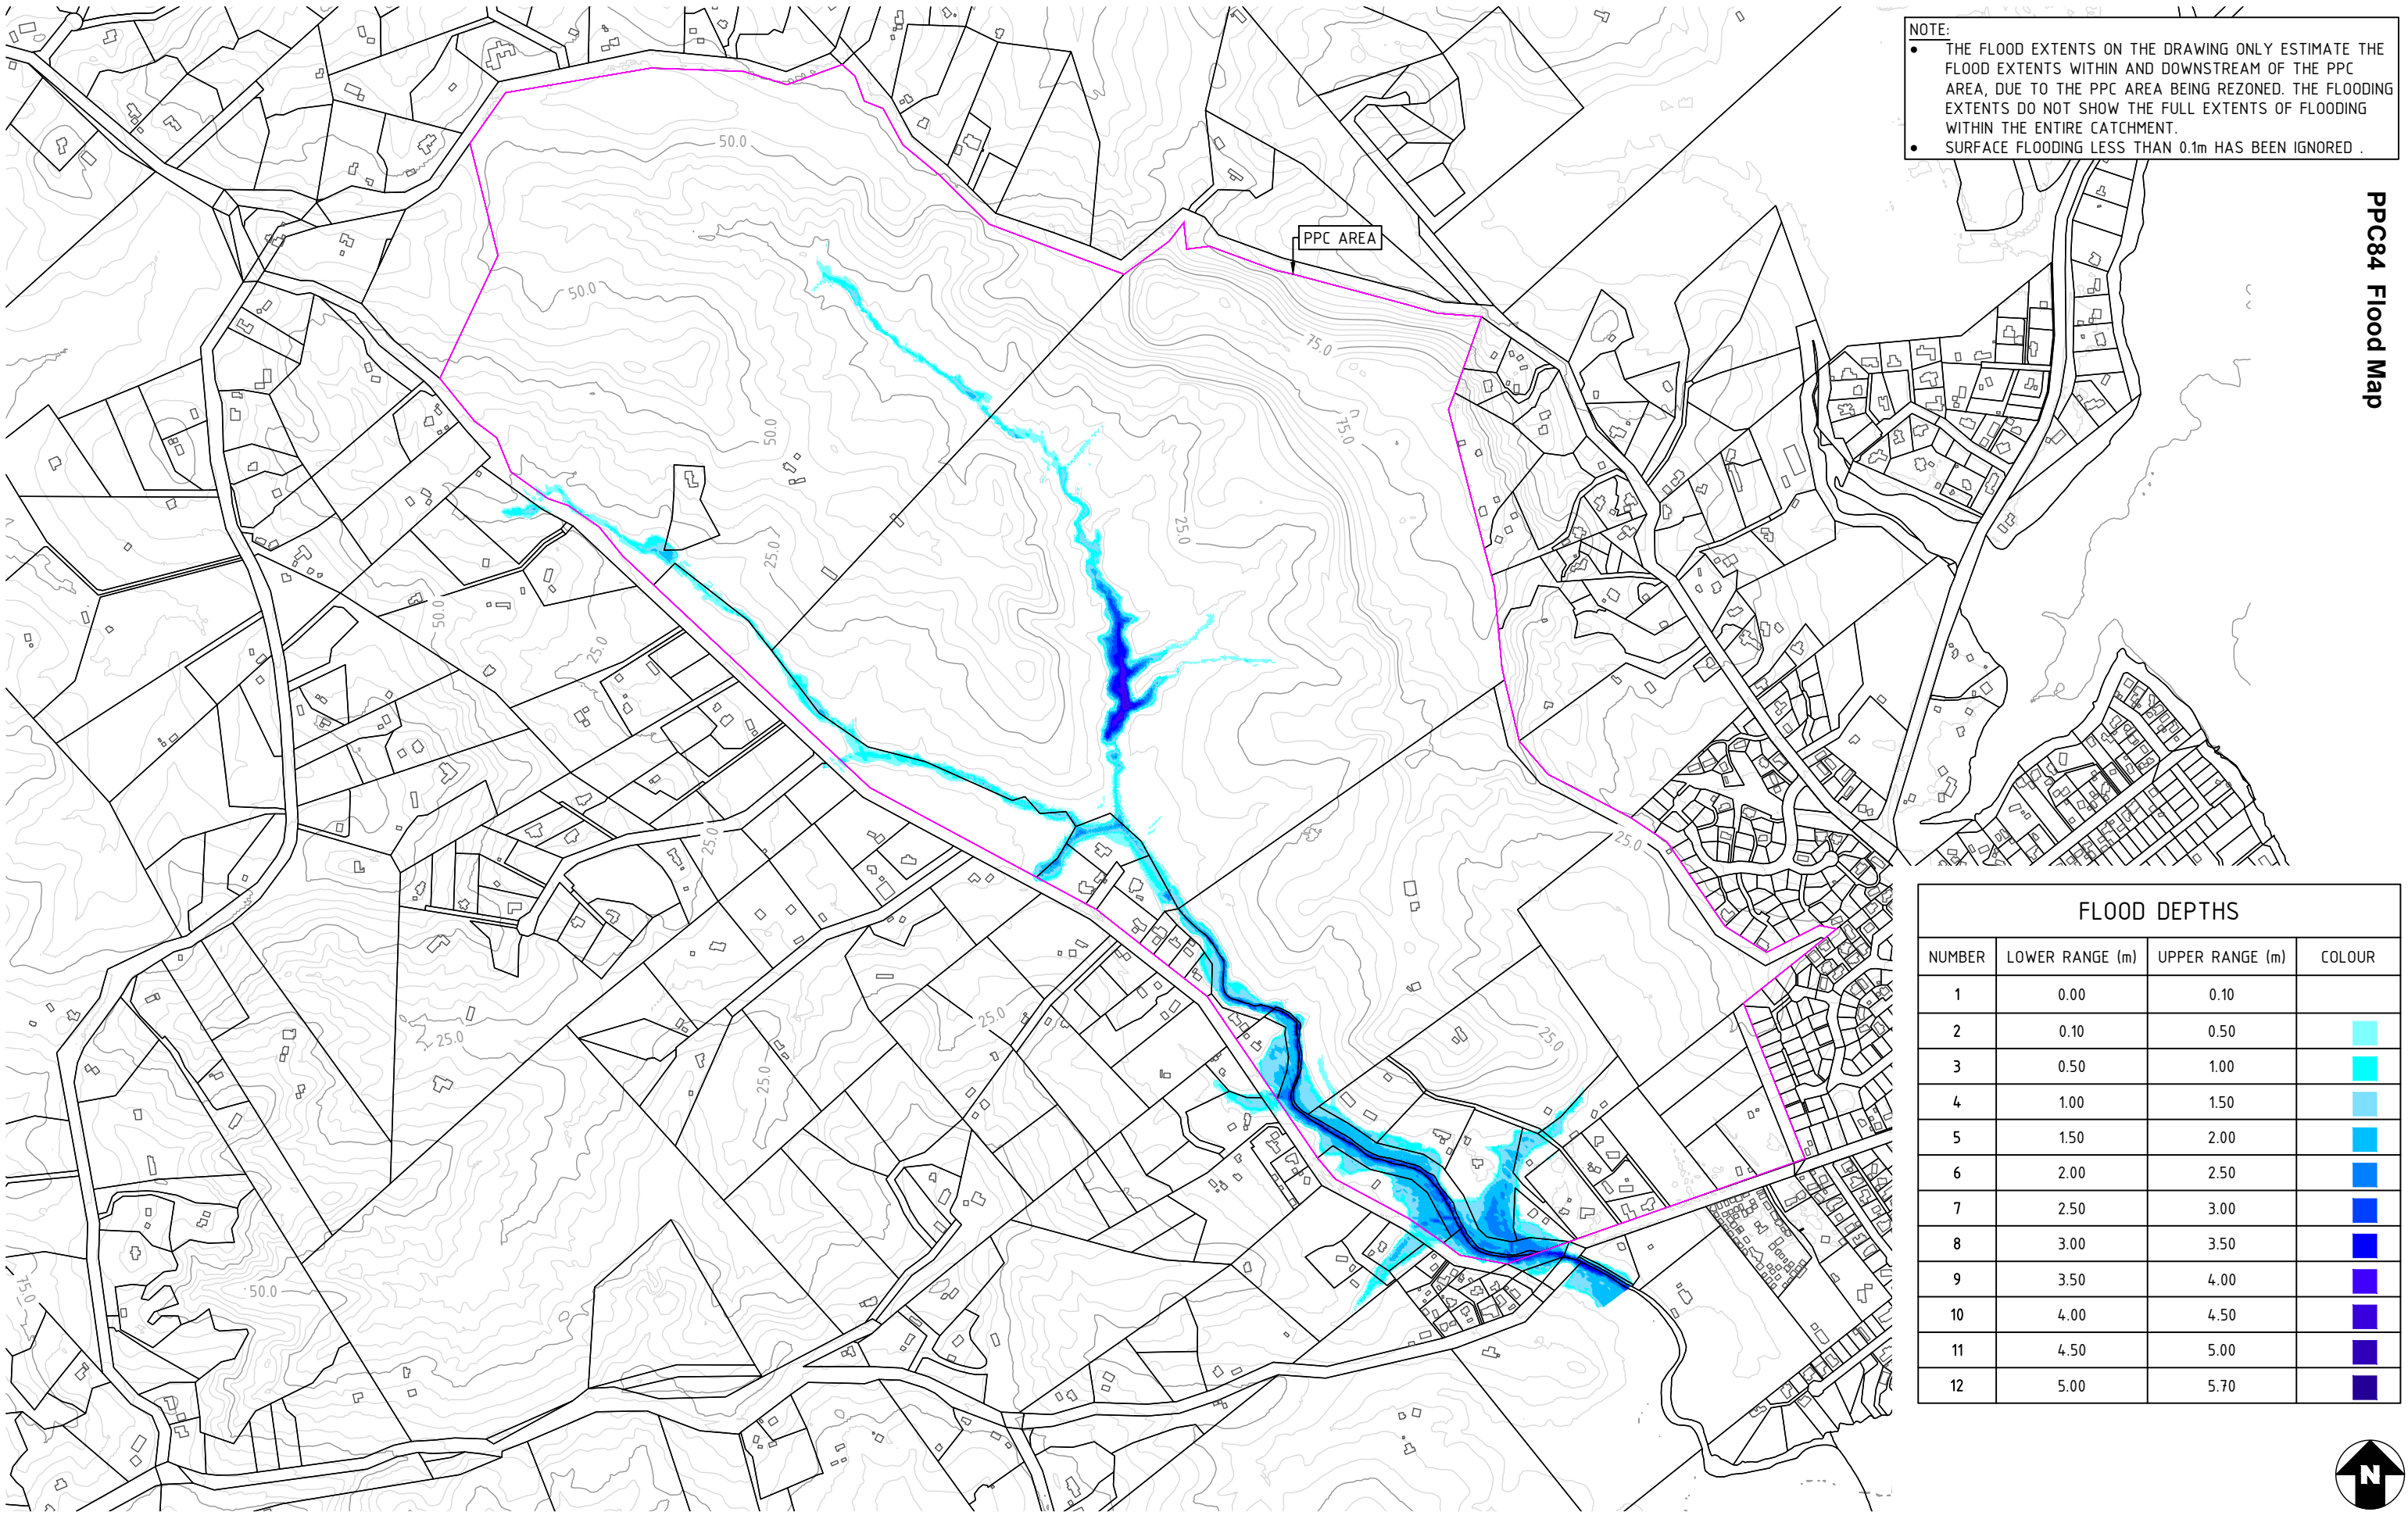 NOTE:
• THE FLOOD EXTENTS ON THE DRAWING ONLY ESTIMATE THE
FLOOD EXTENTS WITHIN AND DOWNSTREAM OF THE PPC
AREA, DUE TO THE PPC AREA BEING REZONED. THE FLOODING
EXTENTS DO NOT SHOW THE FULL EXTENTS OF FLOODING
WITHIN THE ENTIRE CATCHMENT.
• SURFACE FLOODING LESS THAN 0.1m HAS BEEN IGNORED .
PPC84 Flood Map
PPC AREA
50.0
50.0
75.0
75.0
50.0
25.0
25.0
50.0
25.0
25.0
25.0
25.0
25.0
25.0
25.0
75.0
50.0
FLOOD DEPTHS
NUMBER LOWER RANGE (m) UPPER RANGE (m) COLOUR
1 0.00 0.10
2 0.10 0.50
3 0.50 1.00
4 1.00 1.50
5 1.50 2.00
6 2.00 2.50
7 2.50 3.00
8 3.00 3.50
9 3.50 4.00
10 4.00 4.50
11 4.50 5.00
12 5.00 5.70
N